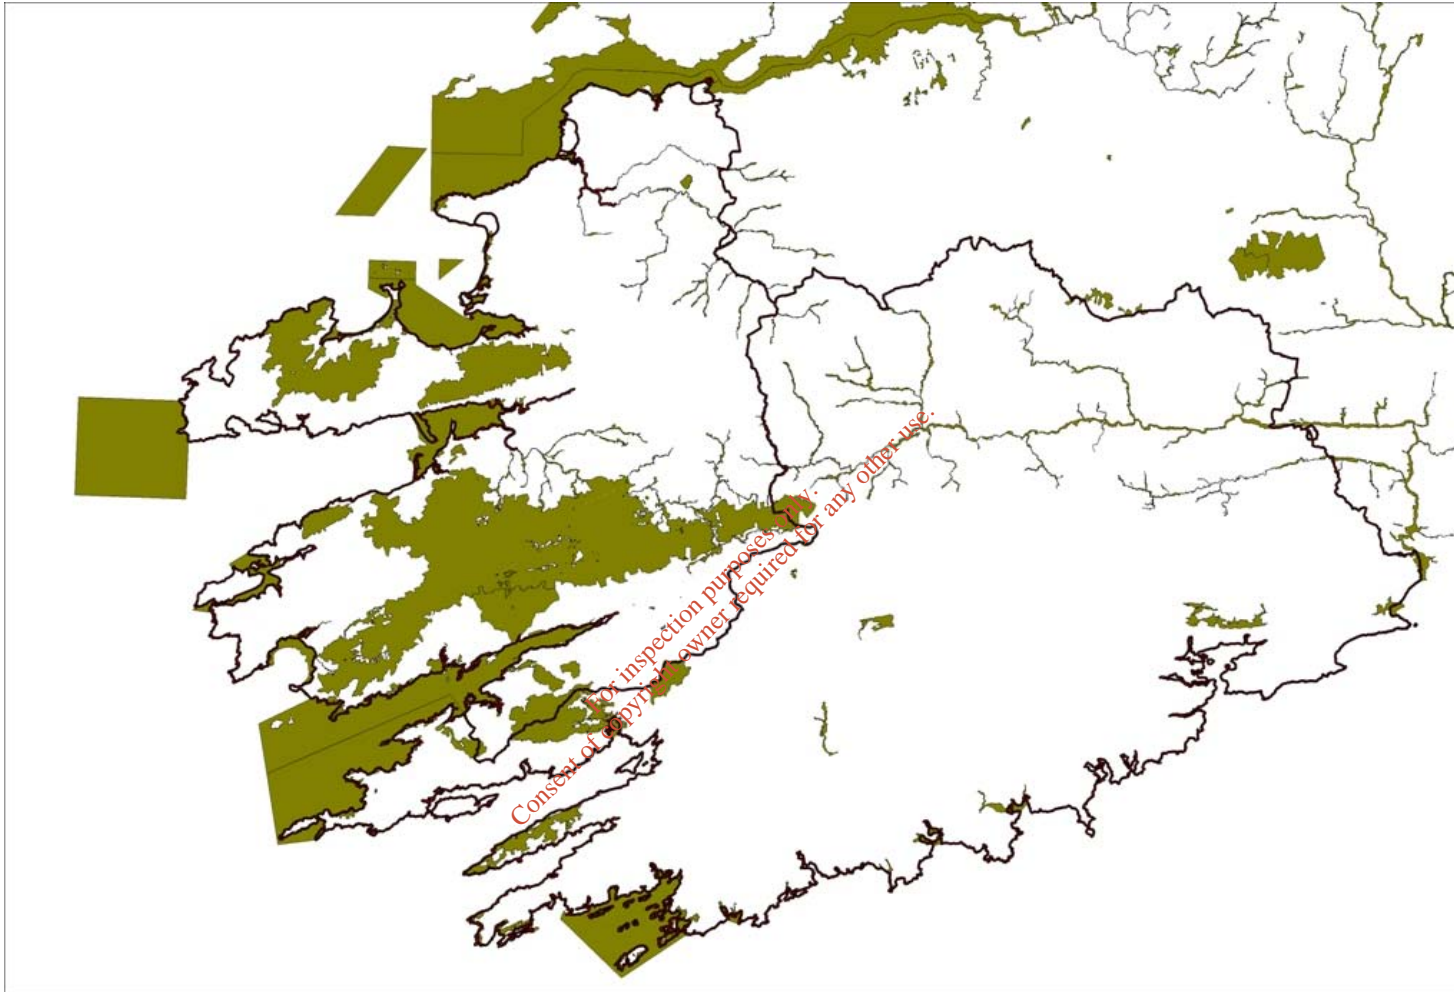 For inspection purposes only.
Consent of copyright owner required for any other use.